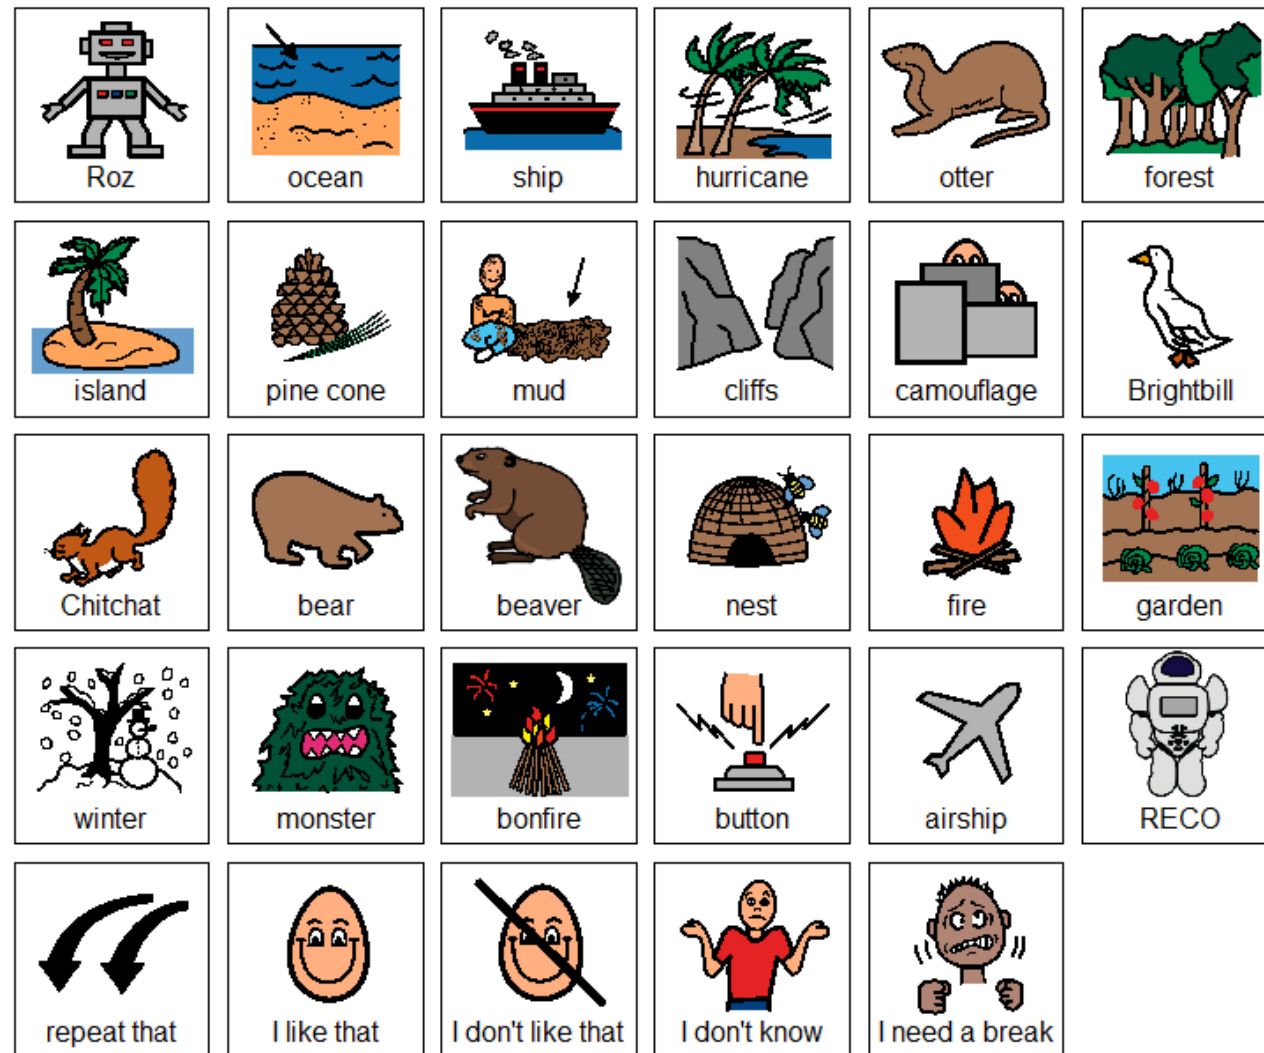 Roz
ocean
ship
hurricane
otter
forest
island
pine cone
mud
cliffs
camouflage
Brightbill
Chitchat
bear
beaver
nest
fire
garden
winter
monster
bonfire
button
airship
RECO
repeat that
I like that
I don't like that
I don't know
I need a break